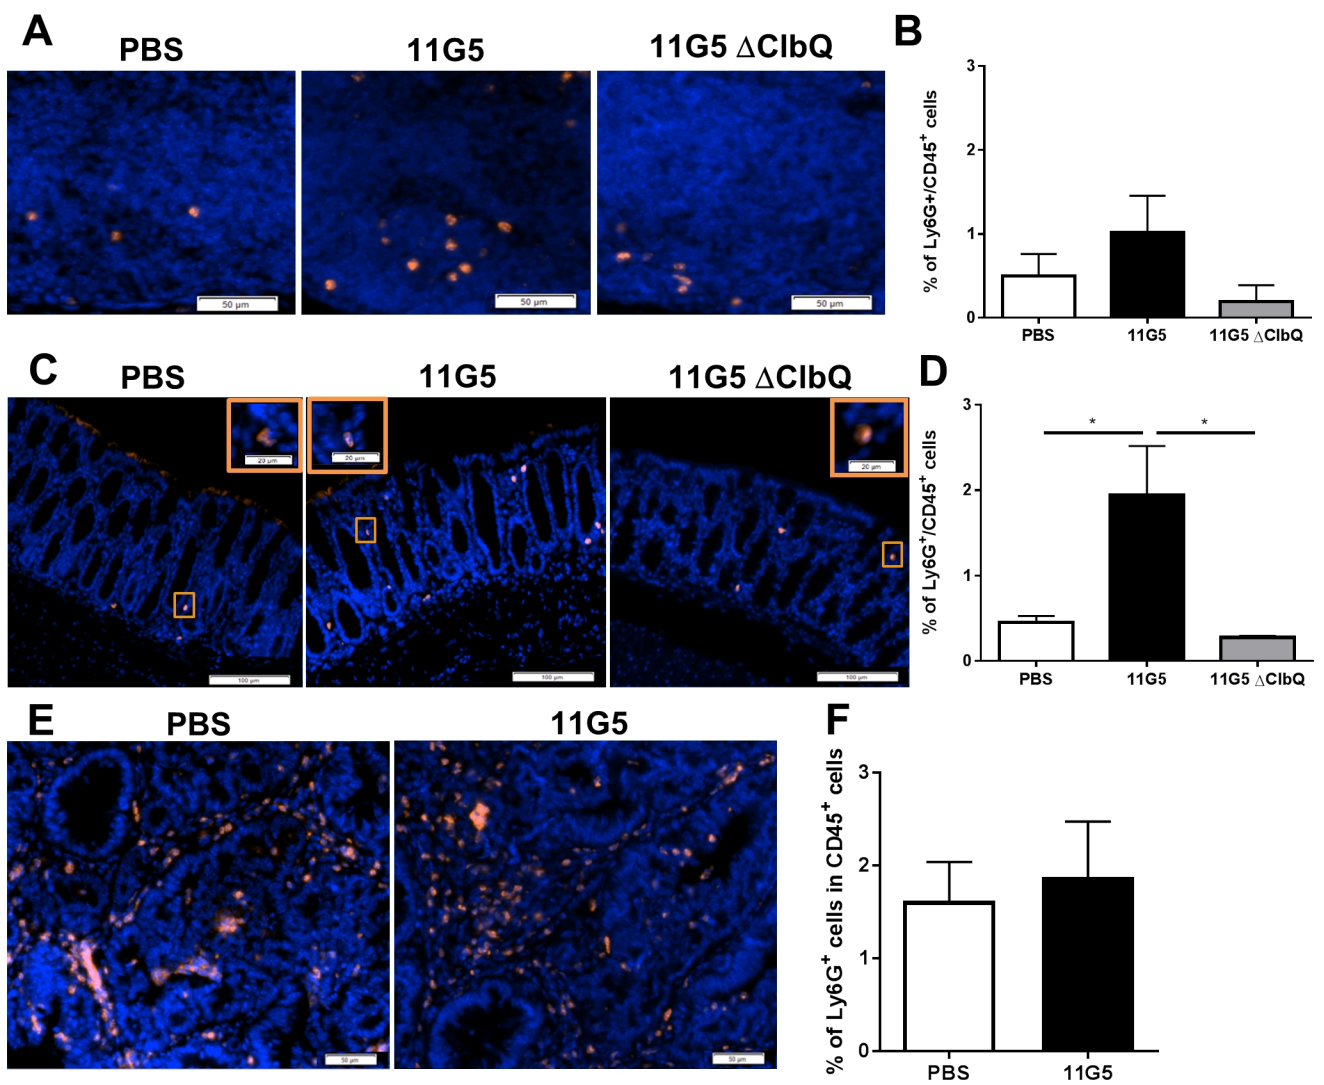 A
PBS
11G5
11G5 ΔClbQ
50 µm
50 µm
50 µm
B
% of Ly6G+/CD45⁺ cells
3
2
1
0
PBS
11G5
11G5 ΔClbQ
C
PBS
11G5
11G5 ΔClbQ
20 µm
20 µm
20 µm
100 µm
100 µm
100 µm
D
% of Ly6G⁺/CD45⁺ cells
3
2
1
0
*
*
PBS
11G5
11G5 ΔClbQ
E
PBS
11G5
50 µm
50 µm
F
% of Ly6G⁺ cells in CD45⁺ cells
3
2
1
0
PBS
11G5